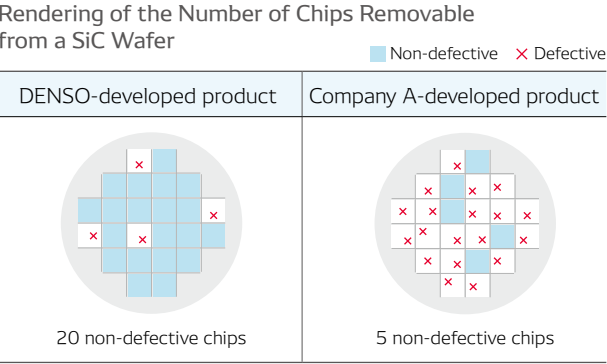 Rendering of the Number of Chips Removable
from a SiC Wafer
Non-defective × Defective
DENSO-developed product
Company A-developed product
20 non-defective chips
5 non-defective chips